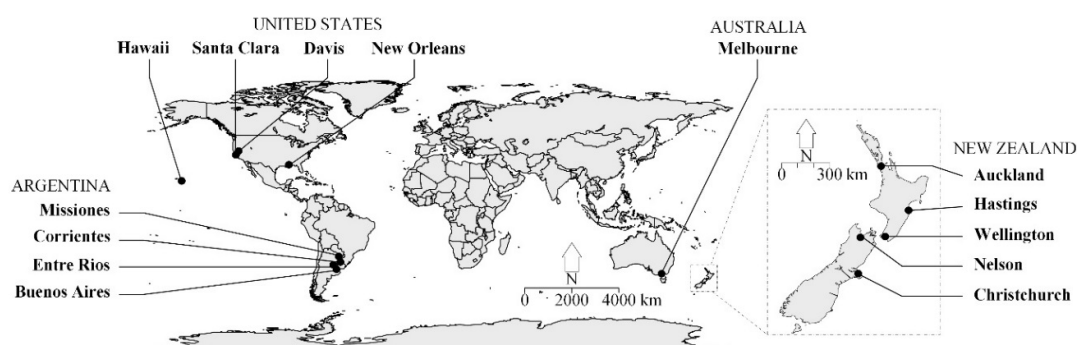 UNITED STATES
Hawaii Santa Clara Davis New Orleans
AUSTRALIA
Melbourne
ARGENTINA
Missiones
Corrientes
Entre Rios
Buenos Aires
N
0 2000 4000 km
N
0 300 km
NEW ZEALAND
Auckland
Hastings
Wellington
Nelson
Christchurch